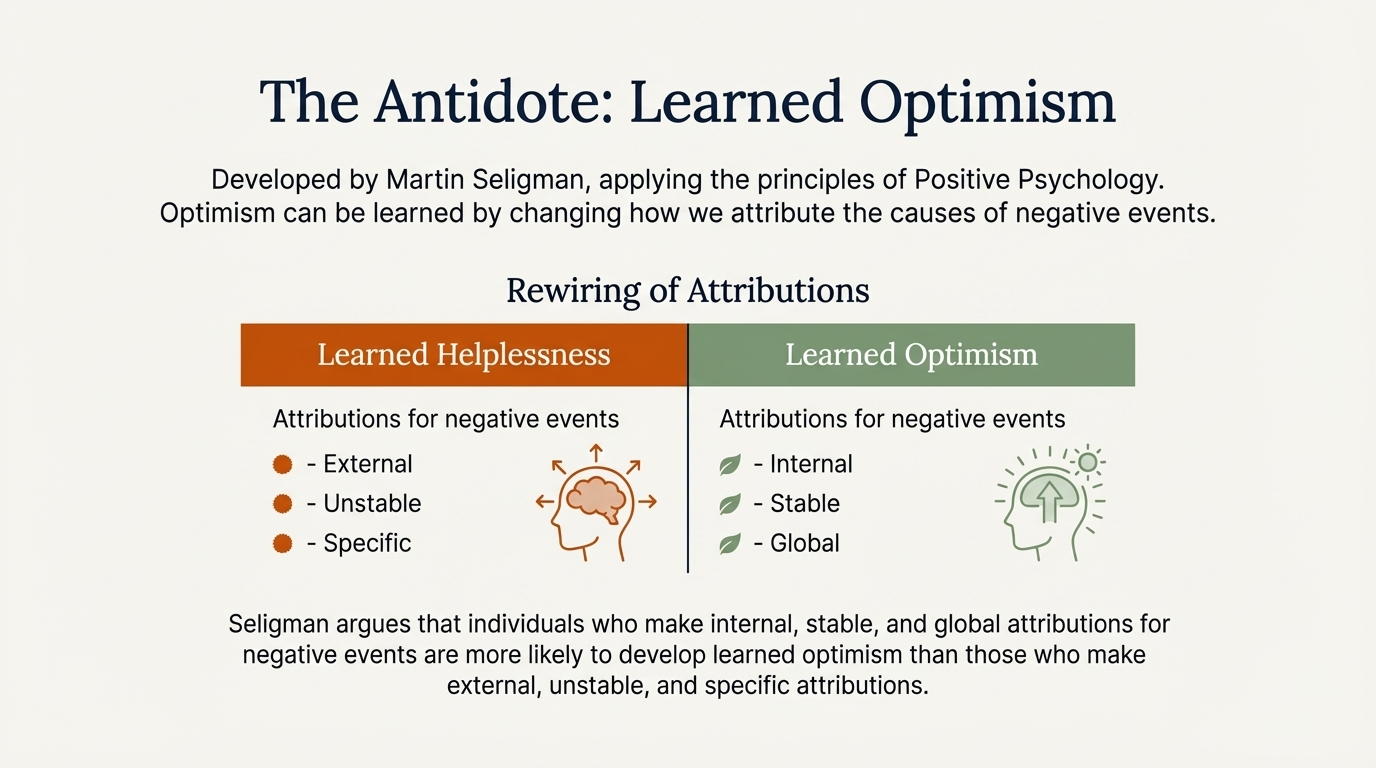 The Antidote: Learned Optimism
Developed by Martin Seligman, applying the principles of Positive Psychology.
Optimism can be learned by changing how we attribute the causes of negative events.
Rewiring of Attributions
Learned Helplessness
Attributions for negative events
- External
- Unstable
- Specific
Learned Optimism
Attributions for negative events
- Internal
- Stable
- Global
Seligman argues that individuals who make internal, stable, and global attributions for
negative events are more likely to develop learned optimism than those who make
external, unstable, and specific attributions.